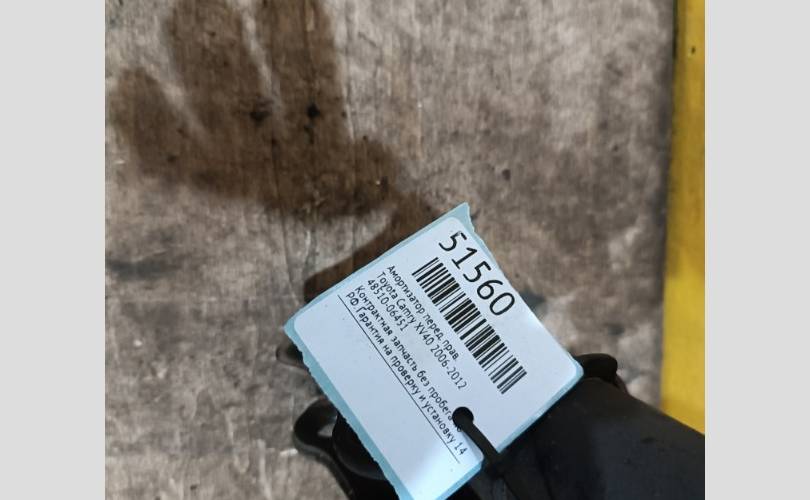 51560
Амортизатор перед. прав.
Toyota Camry XV40 2006-2012
48510-06451
Контрактная запчасть без пробега
РФ. Гарантия на проверку и установку 14